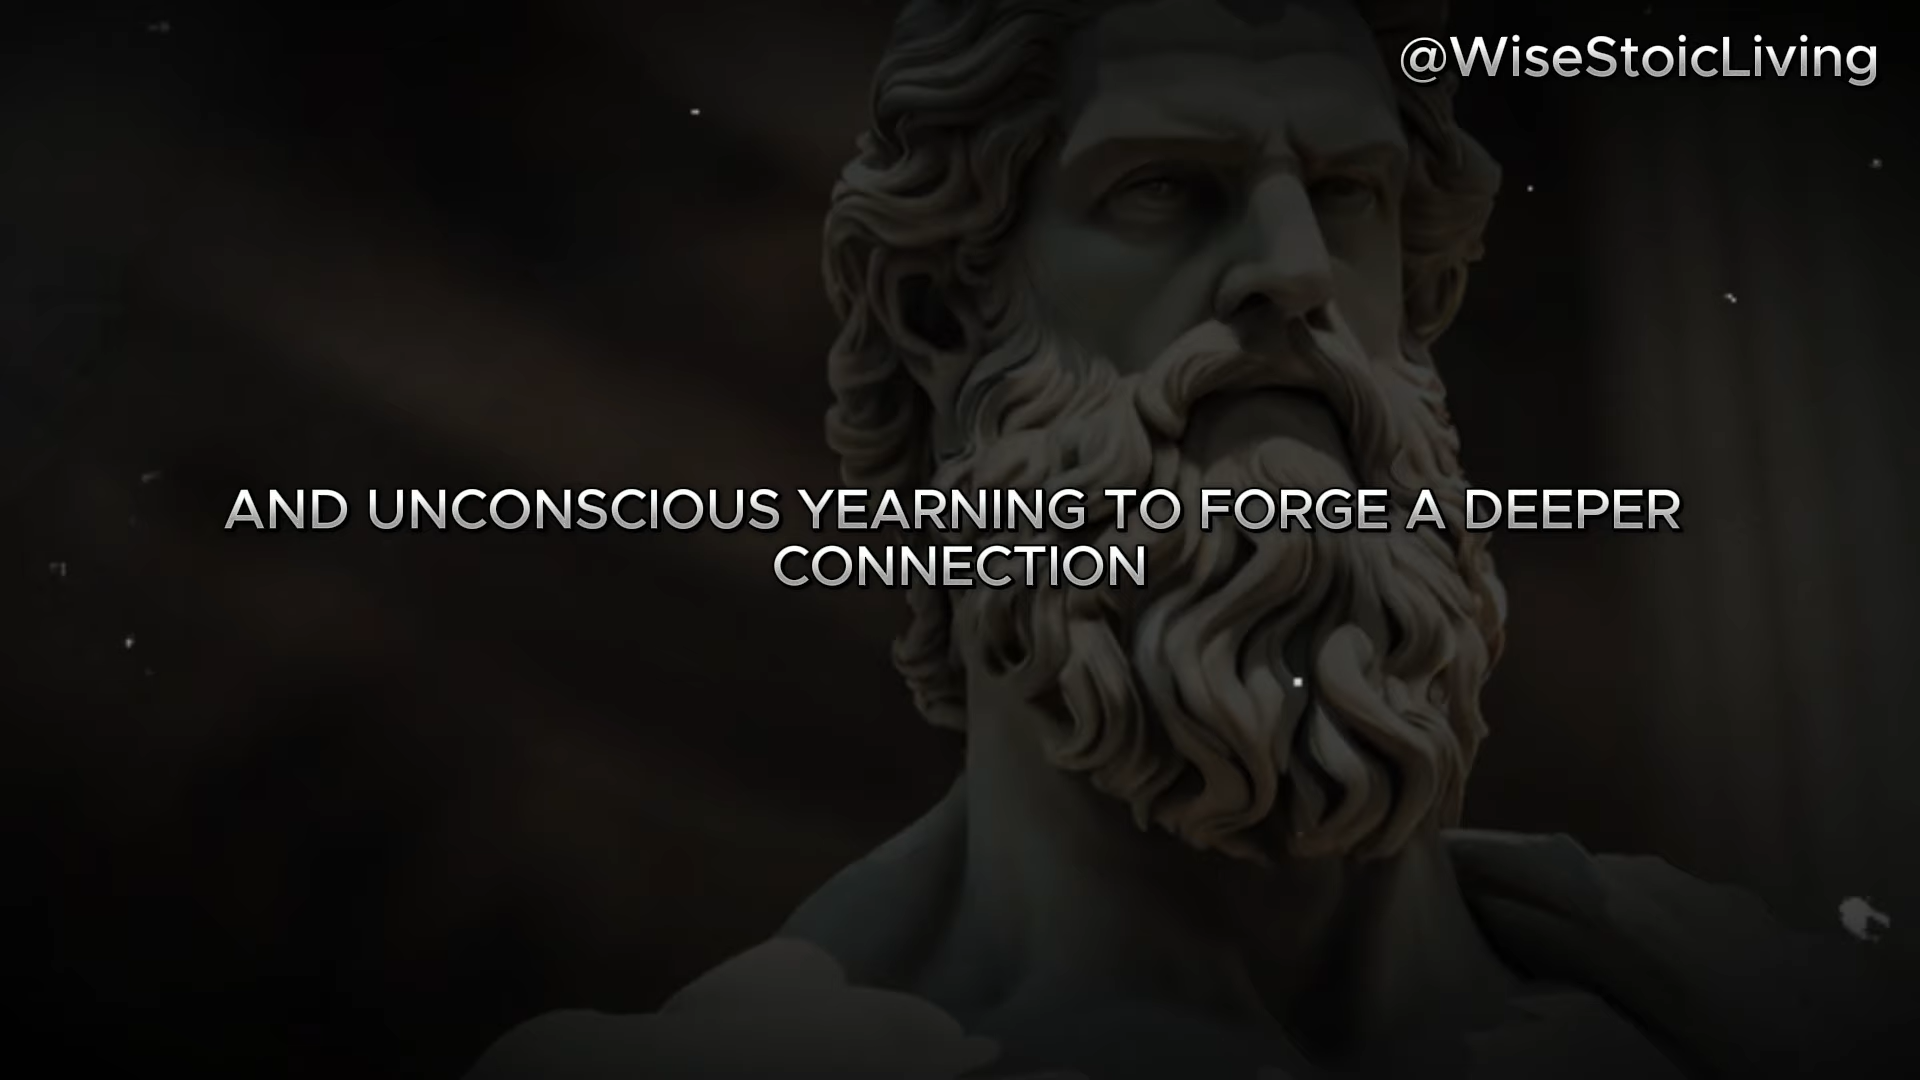 @WiseStoicLiving
AND UNCONSCIOUS YEARNING TO FORGE A DEEPER
CONNECTION